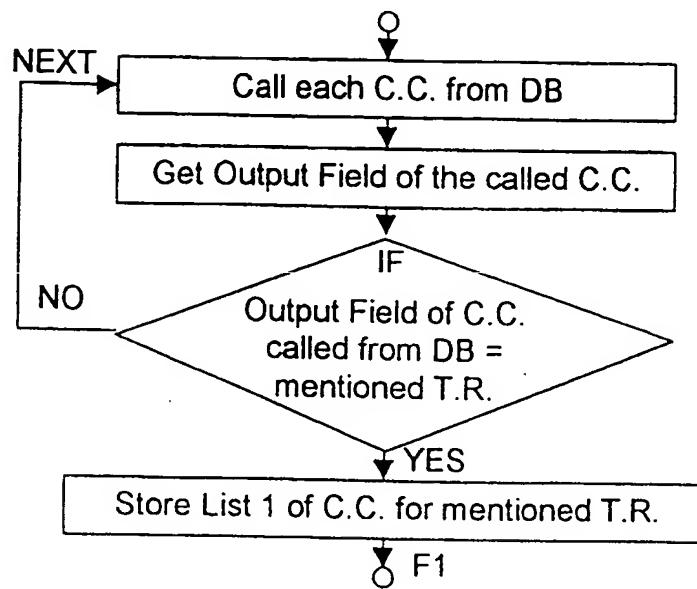 NEXT
Call each C.C. from DB
Get Output Field of the called C.C.
IF
NO
Output Field of C.C.
called from DB =
mentioned T.R.
YES
Store List 1 of C.C. for mentioned T.R.
F1